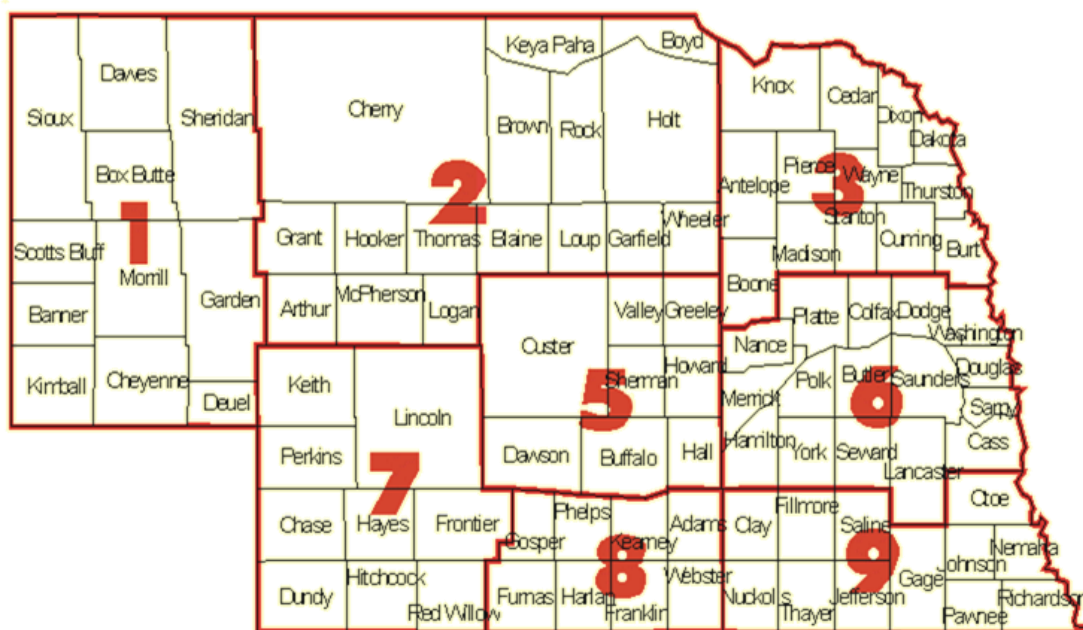 Keya Paha
Boyd
Dawes
Knox
Cedar
Sioux
Sheridan
Cherry
Brown
Rock
Holt
Dixon
Dakota
Box Butte
Antelope
Pierce
Wayne
Thurston
1
2
3
Grant
Hooker
Thomas
Blaine
Loup
Garfield
Wheeler
Madison
Stanton
Cuming
Burt
Scotts Bluff
Morrill
Garden
Banner
Arthur
McPherson
Logan
Valley
Greeley
Boone
Platte
Colfax
Dodge
Washington
Kimball
Cheyenne
Deuel
Keith
Lincoln
Custer
Sherman
Howard
Nance
Merrick
Polk
Butler
Saunders
Douglas
Sarpy
5
6
Perkins
7
Dawson
Buffalo
Hall
Hamilton
York
Seward
Lancaster
Cass
Chase
Hayes
Frontier
Gosper
Phelps
Kearney
Adams
Clay
Fillmore
Saline
Otoe
8
9
Dundy
Hitchcock
Red Willow
Furnas
Harlan
Franklin
Webster
Nuckolls
Thayer
Jefferson
Gage
Johnson
Nemaha
Pawnee
Richardson